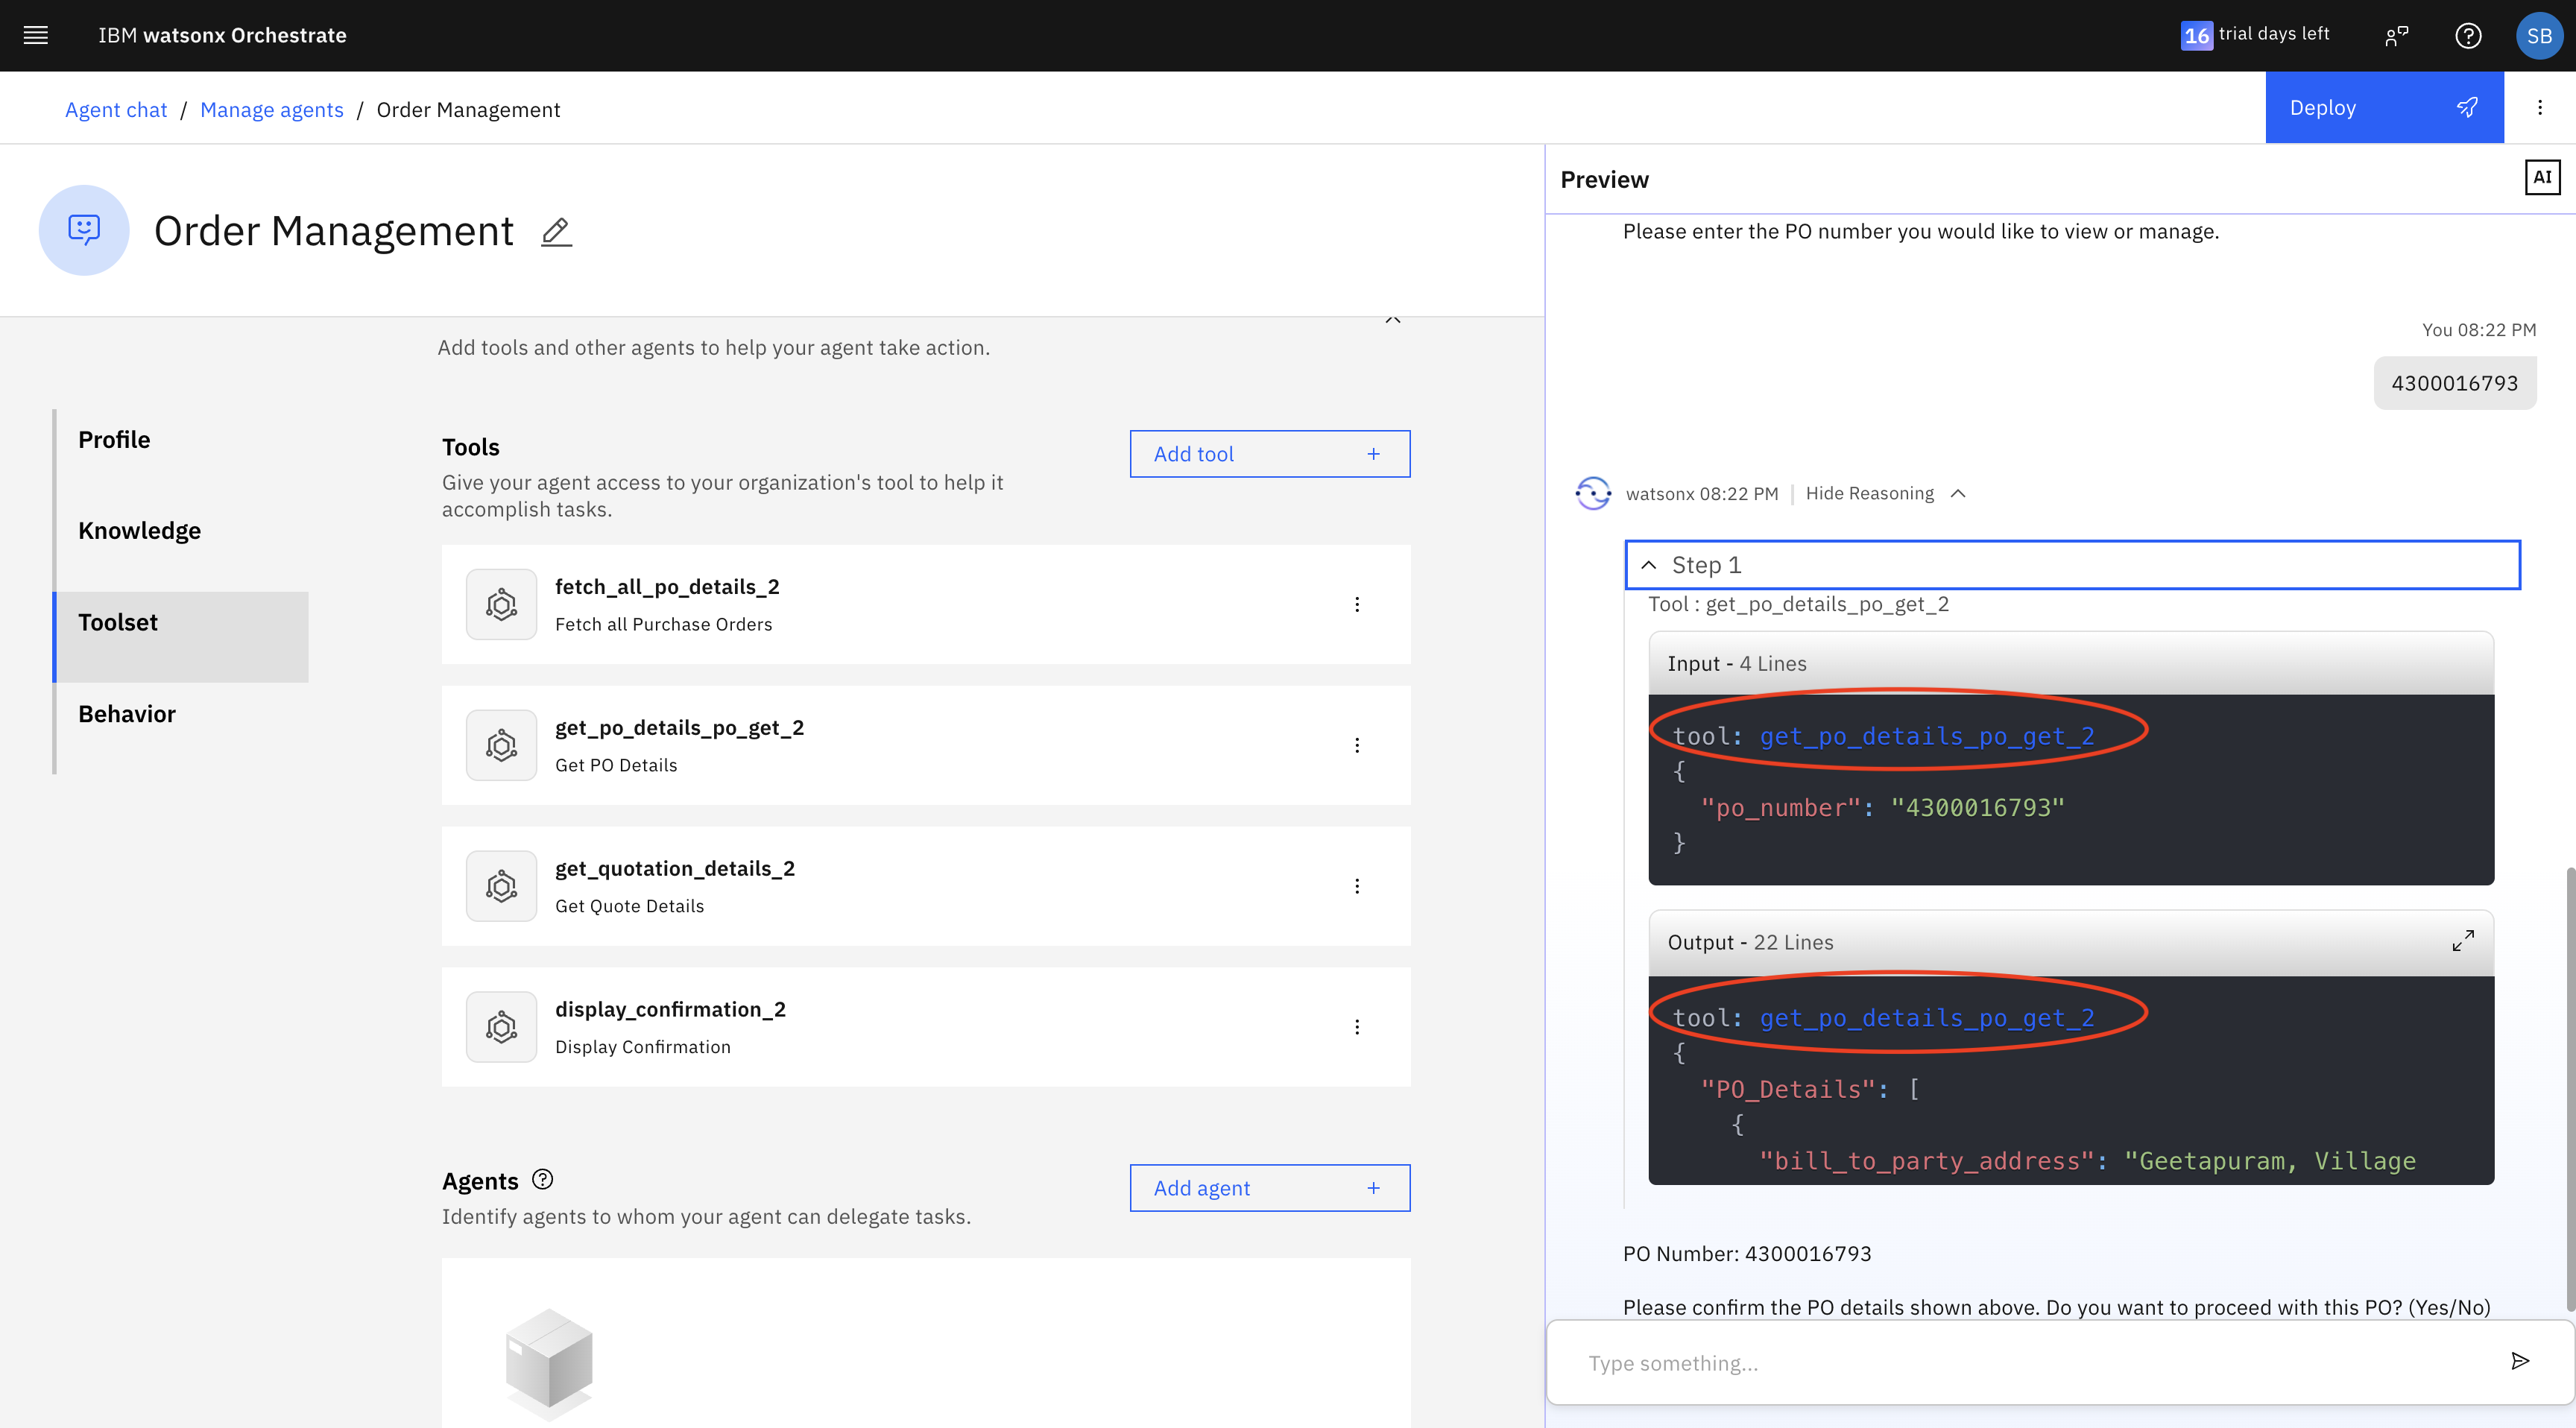 IBM watsonx Orchestrate
16 trial days left
SB
Agent chat / Manage agents / Order Management
Deploy
Order Management
Add tools and other agents to help your agent take action.
Profile
Knowledge
Toolset
Behavior
Tools
Add tool +
Give your agent access to your organization's tool to help it
accomplish tasks.
fetch_all_po_details_2
Fetch all Purchase Orders
get_po_details_po_get_2
Get PO Details
get_quotation_details_2
Get Quote Details
display_confirmation_2
Display Confirmation
Agents ?
Add agent +
Identify agents to whom your agent can delegate tasks.
Preview
AI
Please enter the PO number you would like to view or manage.
You 08:22 PM
4300016793
watsonx 08:22 PM | Hide Reasoning
Step 1
Tool : get_po_details_po_get_2
Input - 4 Lines
tool: get_po_details_po_get_2
{
"po_number": "4300016793"
}
Output - 22 Lines
tool: get_po_details_po_get_2
{
"PO_Details": [
{
"bill_to_party_address": "Geetapuram, Village
PO Number: 4300016793
Please confirm the PO details shown above. Do you want to proceed with this PO? (Yes/No)
Type something...